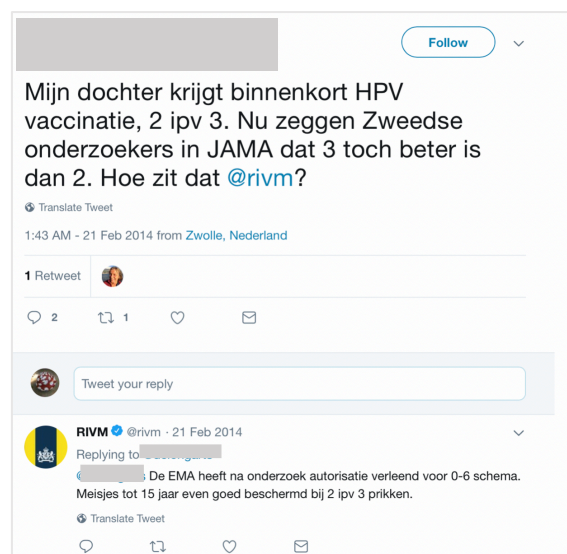 Follow
Mijn dochter krijgt binnenkort HPV
vaccinatie, 2 ipv 3. Nu zeggen Zweedse
onderzoekers in JAMA dat 3 toch beter is
dan 2. Hoe zit dat @rivm?
Translate Tweet
1:43 AM - 21 Feb 2014 from Zwolle, Nederland
1 Retweet
2 1
Tweet your reply
RIVM @rivm · 21 Feb 2014
Replying to
De EMA heeft na onderzoek autorisatie verleend voor 0-6 schema.
Meisjes tot 15 jaar even goed beschermd bij 2 ipv 3 prikken.
Translate Tweet